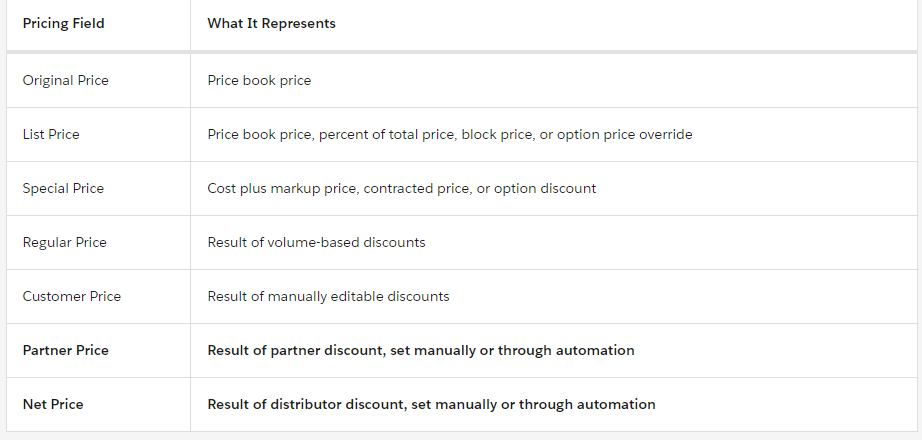 Pricing Field What It Represents
Original Price Price book price
List Price Price book price, percent of total price, block price, or option price override
Special Price Cost plus markup price, contracted price, or option discount
Regular Price Result of volume-based discounts
Customer Price Result of manually editable discounts
Partner Price Result of partner discount, set manually or through automation
Net Price Result of distributor discount, set manually or through automation